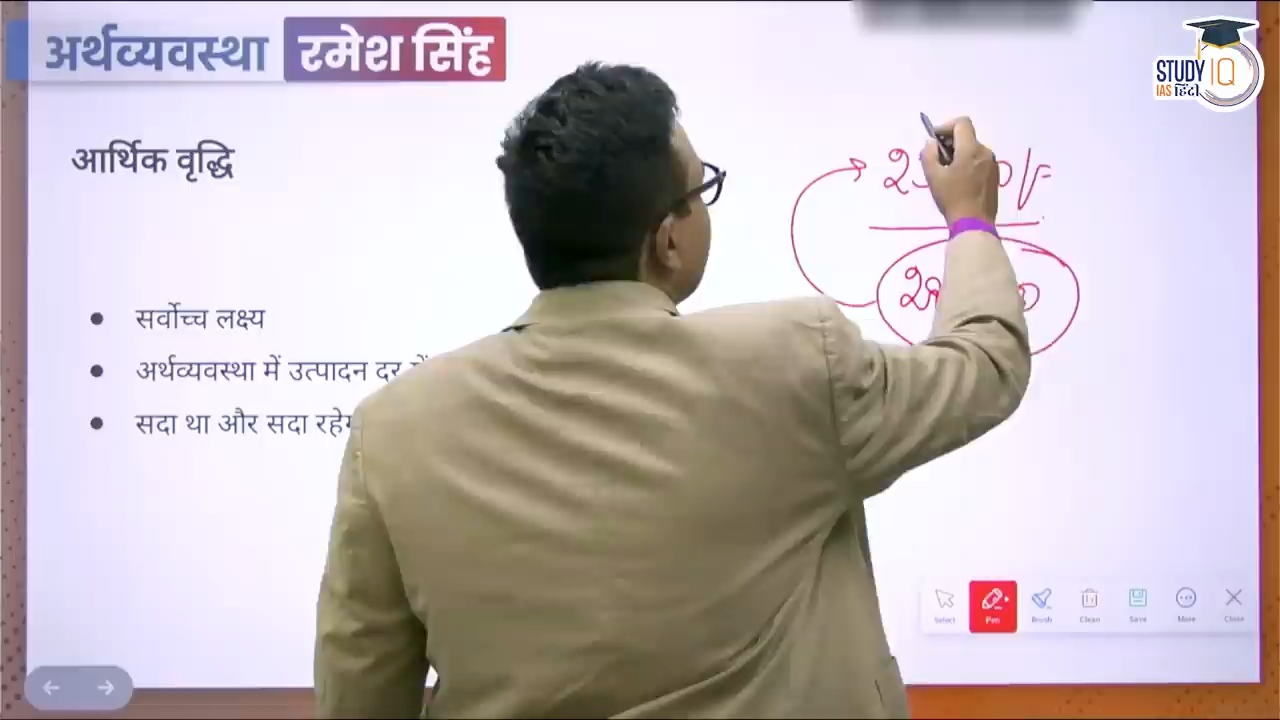 अर्थव्यवस्था रमेश सिंह
STUDY IQ
IAS हिंदी
आर्थिक वृद्धि
सर्वोच्च लक्ष्य
अर्थव्यवस्था में उत्पादन दर
सदा था और सदा
Select Pen Brush Clean Save More Close